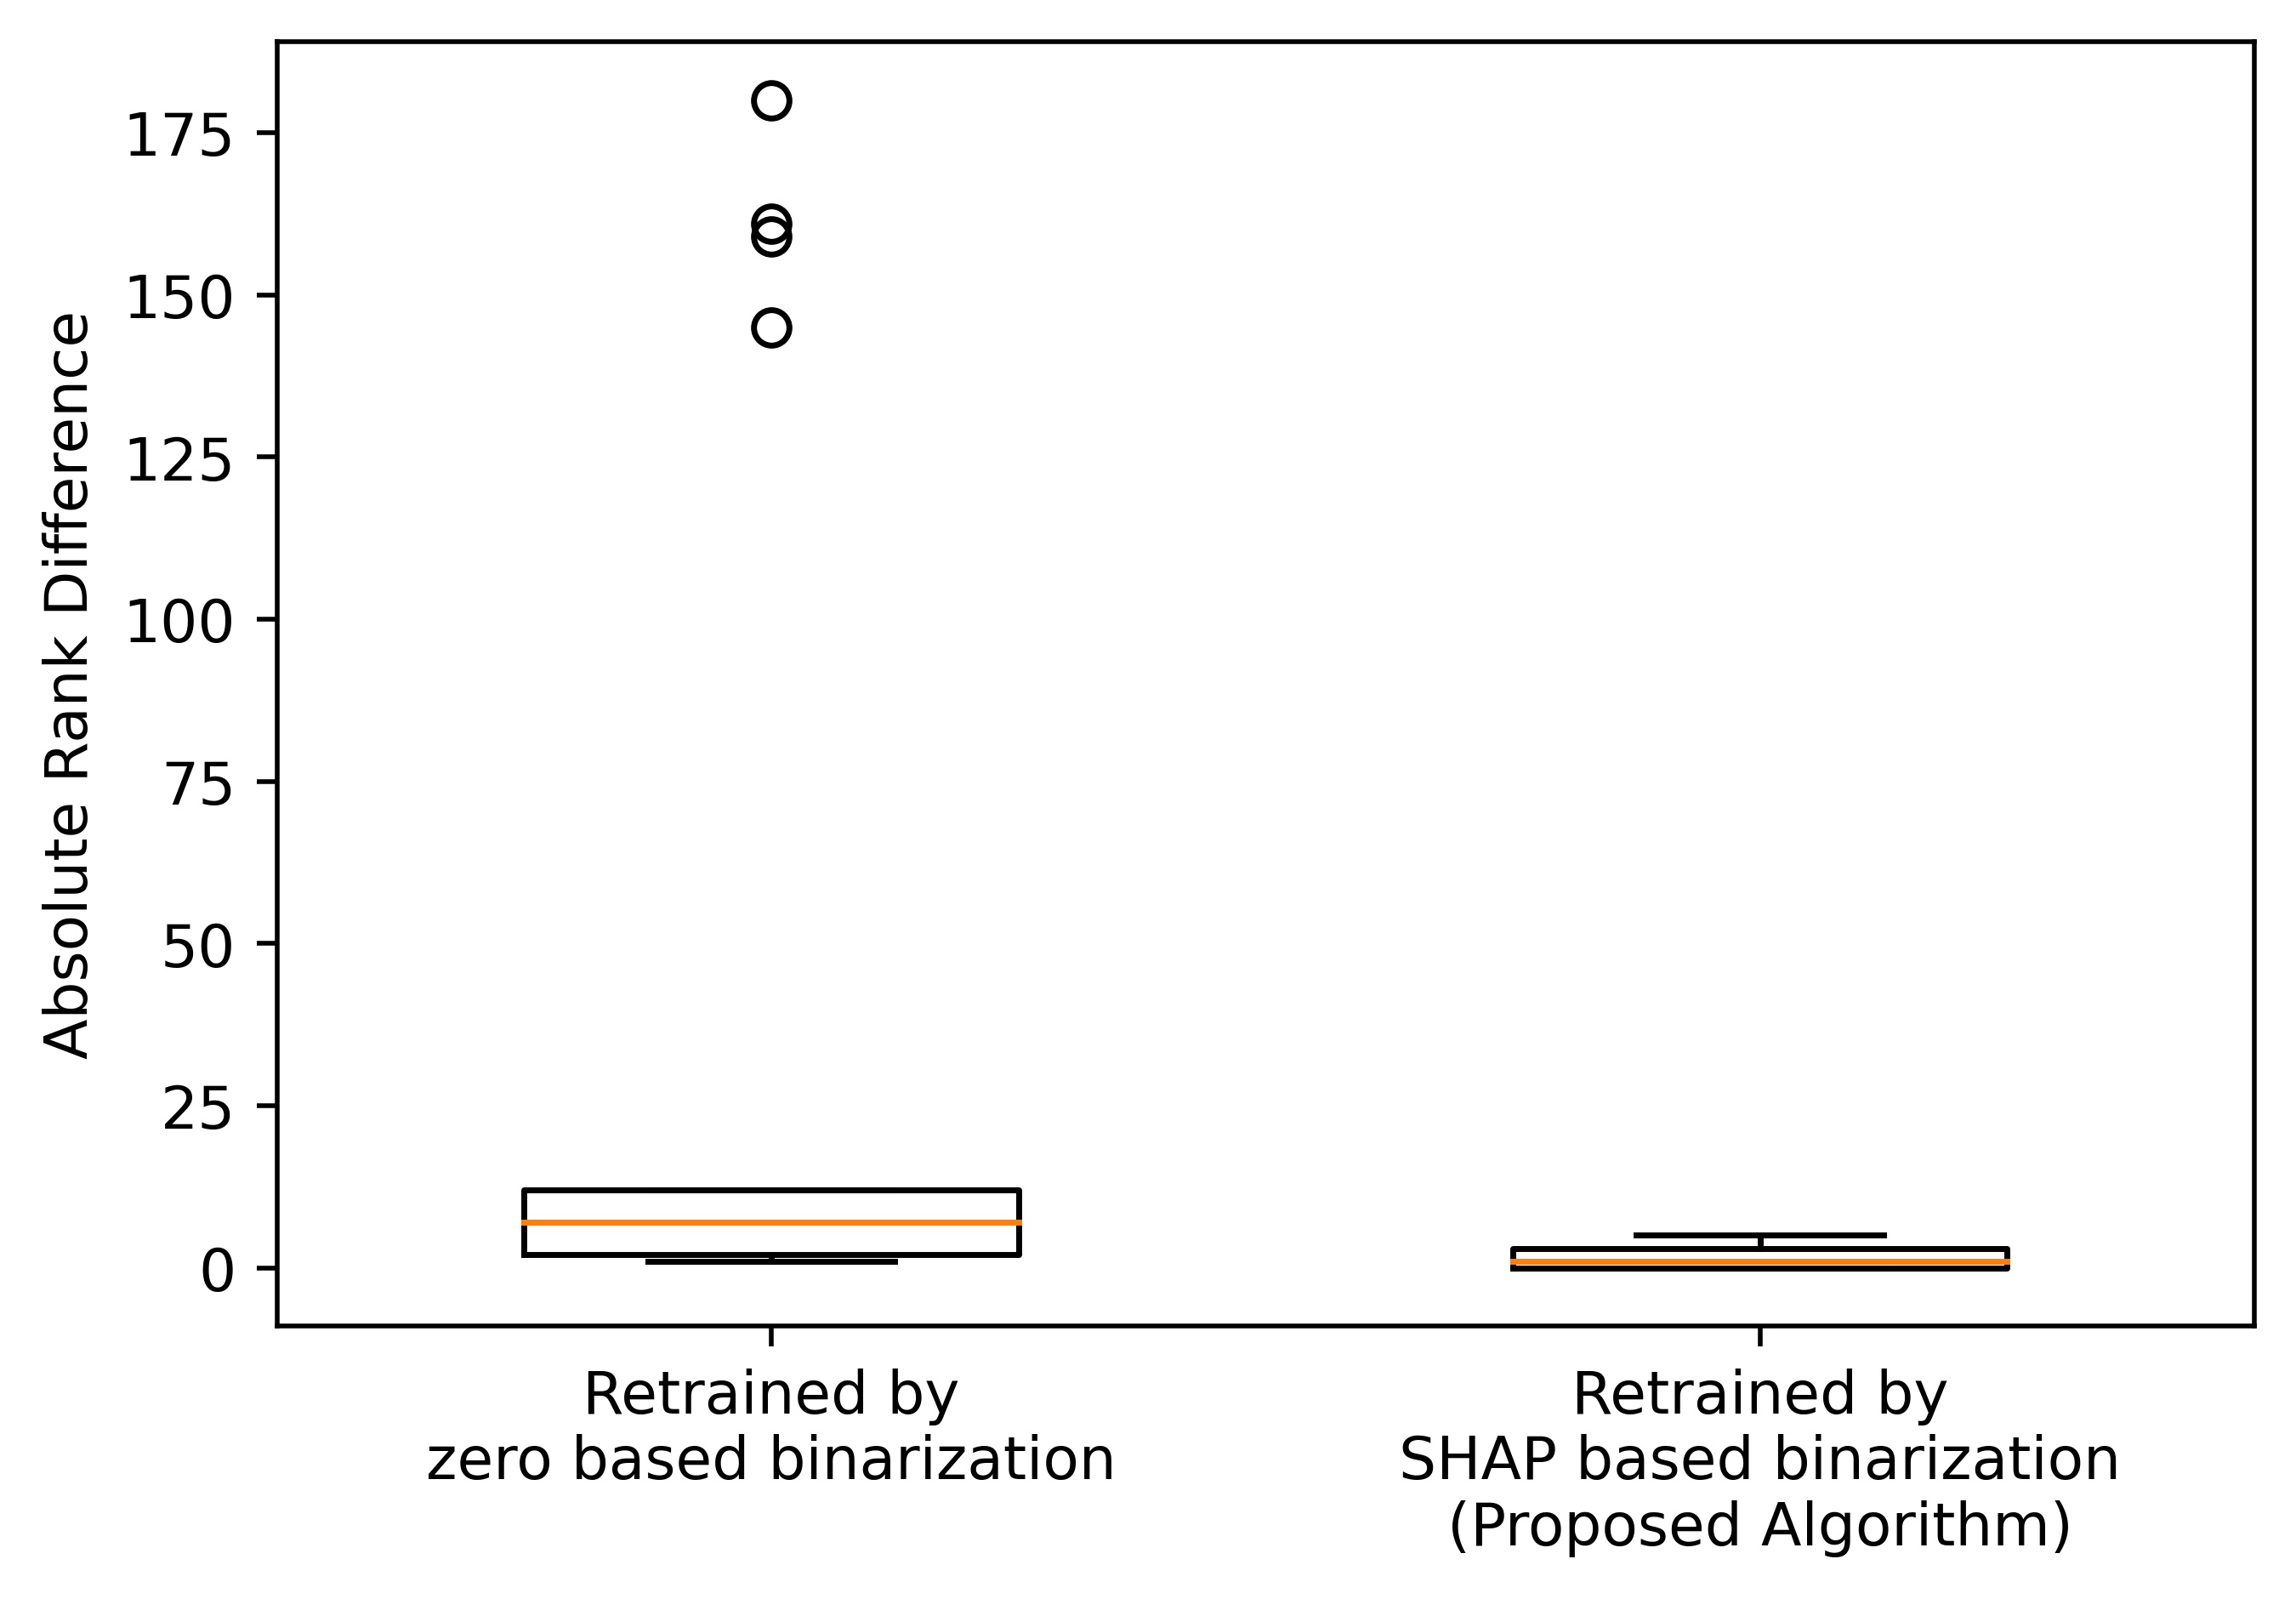 Absolute Rank Difference
175
150
125
100
75
50
25
0
Retrained by
zero based binarization
Retrained by
SHAP based binarization
(Proposed Algorithm)